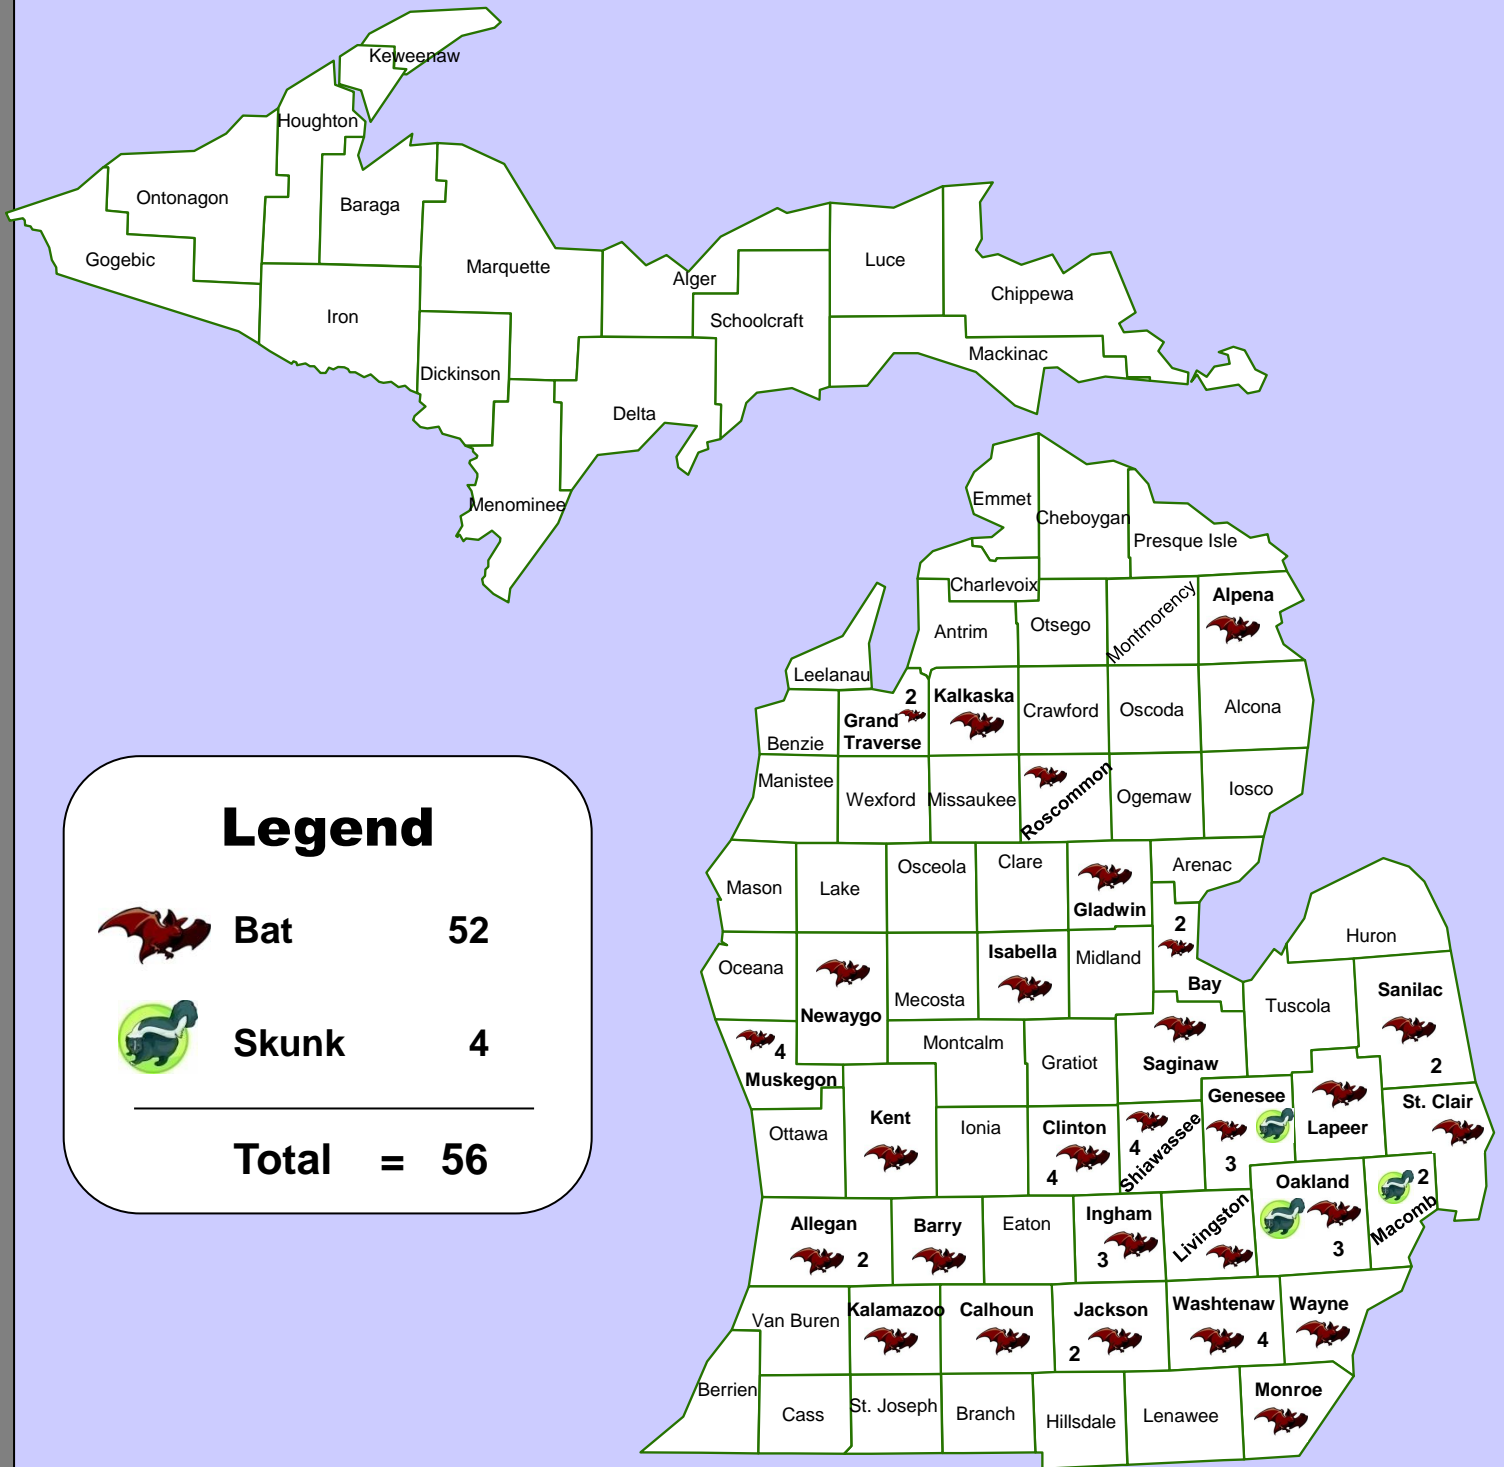 Keweenaw
Houghton
Ontonagon
Baraga
Gogebic
Marquette
Luce
Alger
Chippewa
Iron
Schoolcraft
Mackinac
Dickinson
Delta
Menominee
Emmet
Cheboygan
Presque Isle
Charlevoix
Alpena
Antrim
Otsego
Montmorency
Leelanau
2
Grand
Traverse
Kalkaska
Crawford
Oscoda
Alcona
Benzie
Manistee
Wexford
Missaukee
Roscommon
Ogemaw
Iosco
Mason
Lake
Osceola
Clare
Gladwin
Arenac
2
Bay
Huron
Oceana
Newaygo
Mecosta
Isabella
Midland
Tuscola
Sanilac
2
4
Muskegon
Montcalm
Gratiot
Saginaw
Genesee
3
Lapeer
St. Clair
Ottawa
Kent
Ionia
Clinton
4
4
Shiawassee
Oakland
3
2
Macomb
Allegan
2
Barry
Eaton
Ingham
3
Livingston
Van Buren
Kalamazoo
Calhoun
Jackson
2
Washtenaw
4
Wayne
Berrien
Cass
St. Joseph
Branch
Hillsdale
Lenawee
Monroe
Legend
Bat 52
Skunk 4
Total = 56